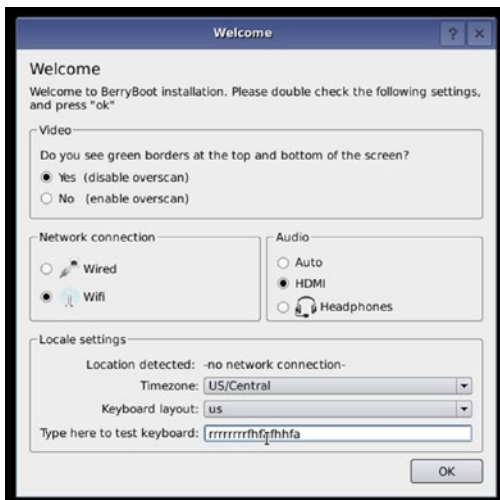 Welcome
Welcome
Welcome to BerryBoot installation. Please double check the following settings,
and press "ok"
Video
Do you see green borders at the top and bottom of the screen?
Yes (disable overscan)
No (enable overscan)
Network connection
Wired
Wifi
Audio
Auto
HDMI
Headphones
Locale settings
Location detected: -no network connection-
Timezone: US/Central
Keyboard layout: us
Type here to test keyboard:
OK